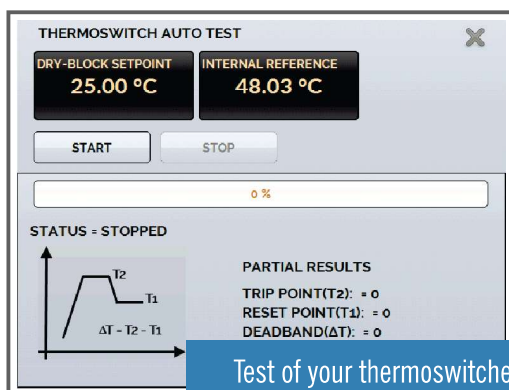 THERMOSWITCH AUTO TEST
DRY-BLOCK SETPOINT
25.00 °C
INTERNAL REFERENCE
48.03 °C
START
STOP
0 %
STATUS = STOPPED
T2
T1
ΔT - T2 - T1
PARTIAL RESULTS
TRIP POINT(T2): = 0
RESET POINT(T1): = 0
DEADBAND(ΔT): = 0
Test of your thermoswitche